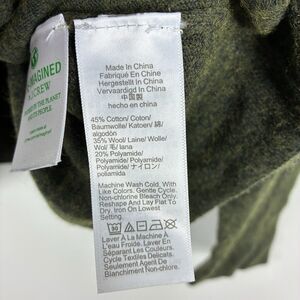 IMAGINED
J.CREW
Made In China
Fabriqué En Chine
Hergestellt In China
Vervaardigd In China
中国製
hecho en chino
45% Cotton/ Coton/
Baumwolle/ Katoen/ 綿/
algodón
35% Wool/ Laine/ Wolle/
Wol/ 毛/ lana
20% Polyamide/
Polyamide/ Polyamid/
Polyamide/ ナイロン/
poliamida
Machine Wash Cold, With
Like Colors. Gentle Cycle.
Non-chlorine Bleach Only.
Reshape And Lay Flat To
Dry. Iron On Lowest
Setting.
30
Laver À La Machine À
L'eau Froide. Laver En
Séparant Les Couleurs.
Cycle Textiles Délicats.
Seulement Agent De
Blanchiment Non-chloré.